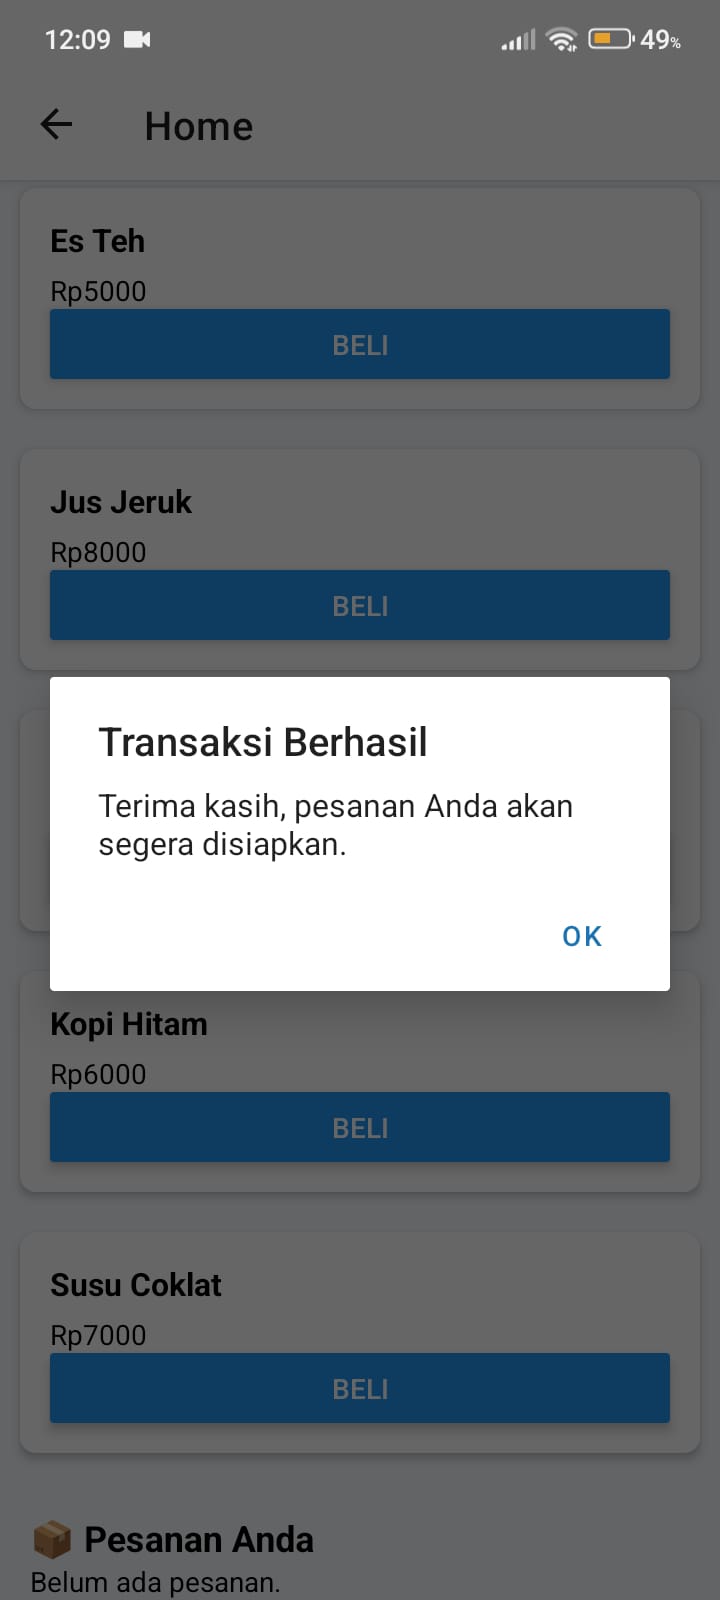 12:09
49%
Home
Es Teh
Rp5000
BELI
Jus Jeruk
Rp8000
BELI
Transaksi Berhasil
Terima kasih, pesanan Anda akan
segera disiapkan.
OK
Kopi Hitam
Rp6000
BELI
Susu Coklat
Rp7000
BELI
Pesanan Anda
Belum ada pesanan.